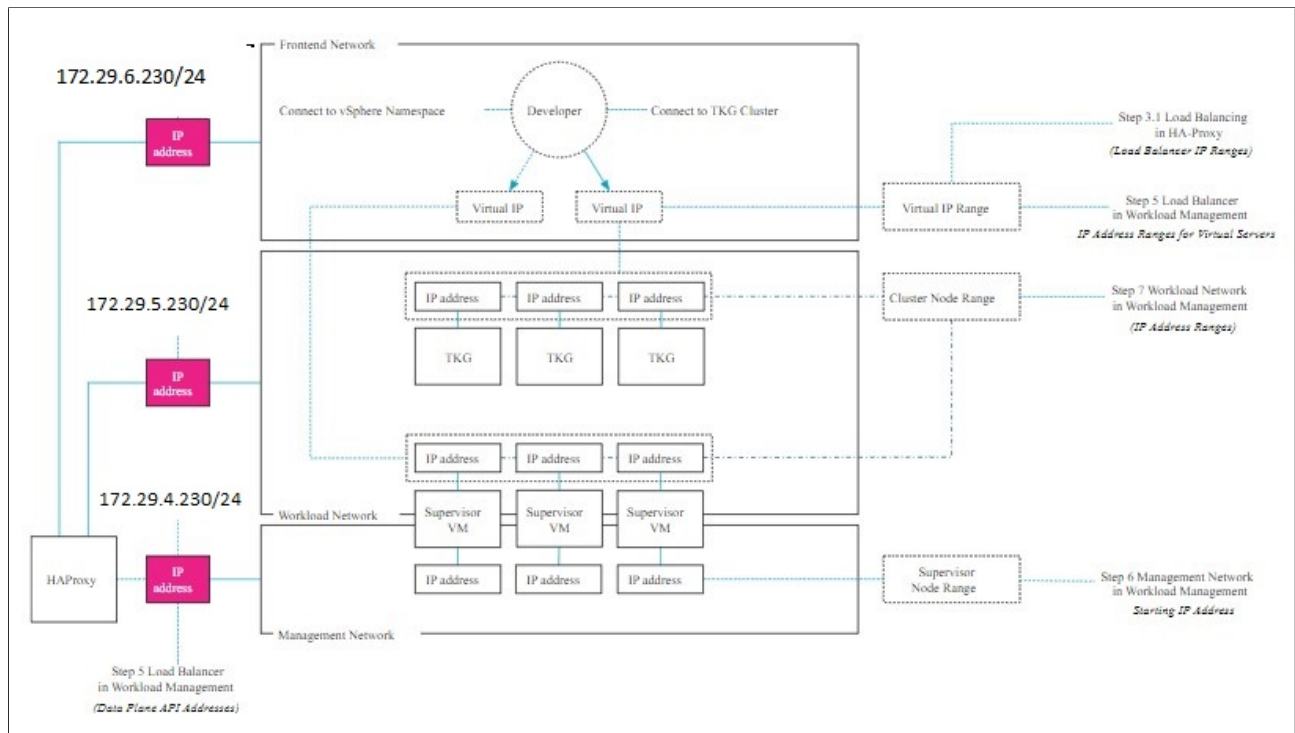 Frontend Network
172.29.6.230/24
Connect to vSphere Namespace
Developer
Connect to TKG Cluster
IP
address
Step 3.1 Load Balancing
in HA-Proxy
(Load Balancer IP Ranges)
Virtual IP
Virtual IP
Virtual IP Range
Step 5 Load Balancer
in Workload Management
IP Address Ranges for Virtual Servers
172.29.5.230/24
IP address
IP address
IP address
Cluster Node Range
Step 7 Workload Network
in Workload Management
(IP Address Ranges)
IP
address
TKG
TKG
TKG
IP address
IP address
IP address
172.29.4.230/24
Workload Network
Supervisor
VM
Supervisor
VM
Supervisor
VM
HAProxy
IP
address
IP address
IP address
IP address
Supervisor
Node Range
Step 6 Management Network
in Workload Management
Starting IP Address
Management Network
Step 5 Load Balancer
in Workload Management
(Data Plane API Addresses)